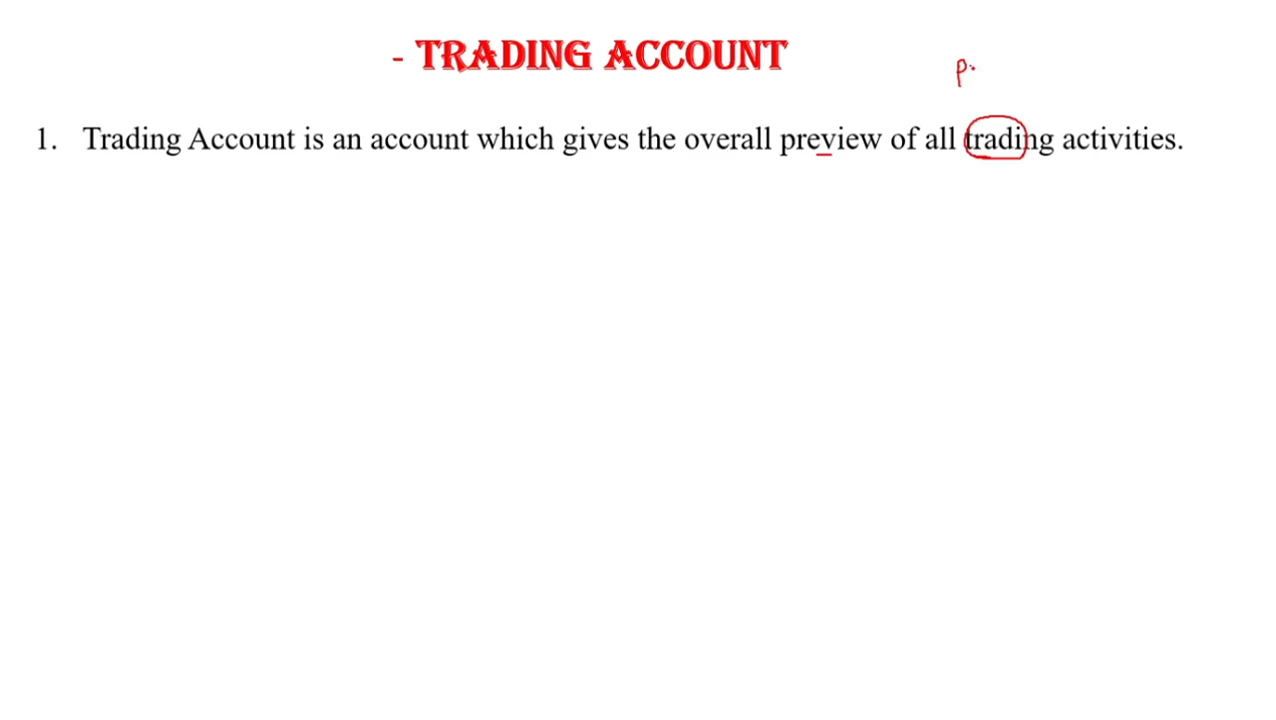 - TRADING ACCOUNT
p.
1. Trading Account is an account which gives the overall preview of all trading activities.